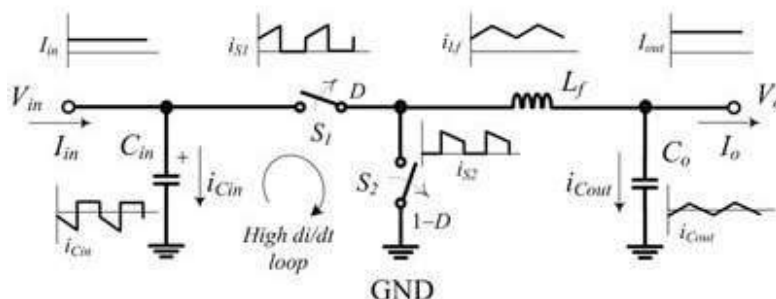 I_in
i_S1
i_Lf
I_out
V_in
D
L_f
I_in
C_in
+
S_1
C_o
I_o
i_Cin
S_2
i_S2
i_Cout
1−D
i_Cin
High di/dt
loop
i_Cout
GND